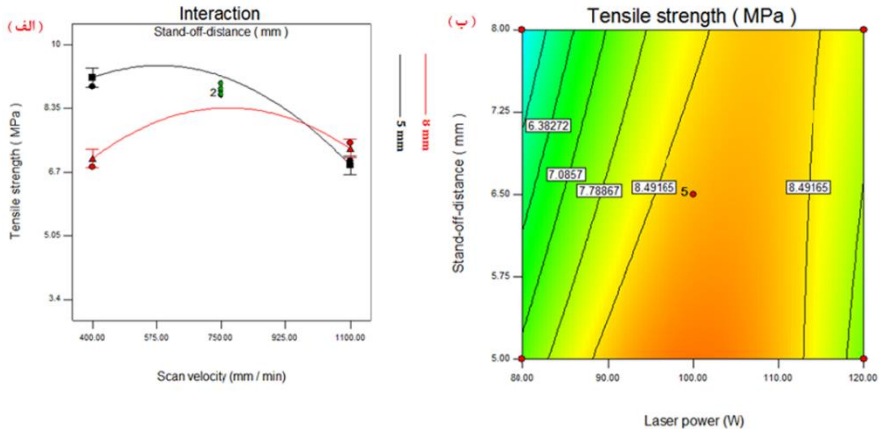 (الف)
Interaction
Stand-off-distance ( mm )
Tensile strength ( MPa )
10
8.35
6.7
5.05
3.4
2
400.00
575.00
750.00
925.00
1100.00
Scan velocity (mm / min)
5 mm
8 mm
(ب)
Tensile strength ( MPa )
Stand-off-distance ( mm )
8.00
7.25
6.50
5.75
5.00
6.38272
7.0857
7.78867
8.49165
5
8.49165
90.00
100.00
110.00
120.00
Laser power (W)